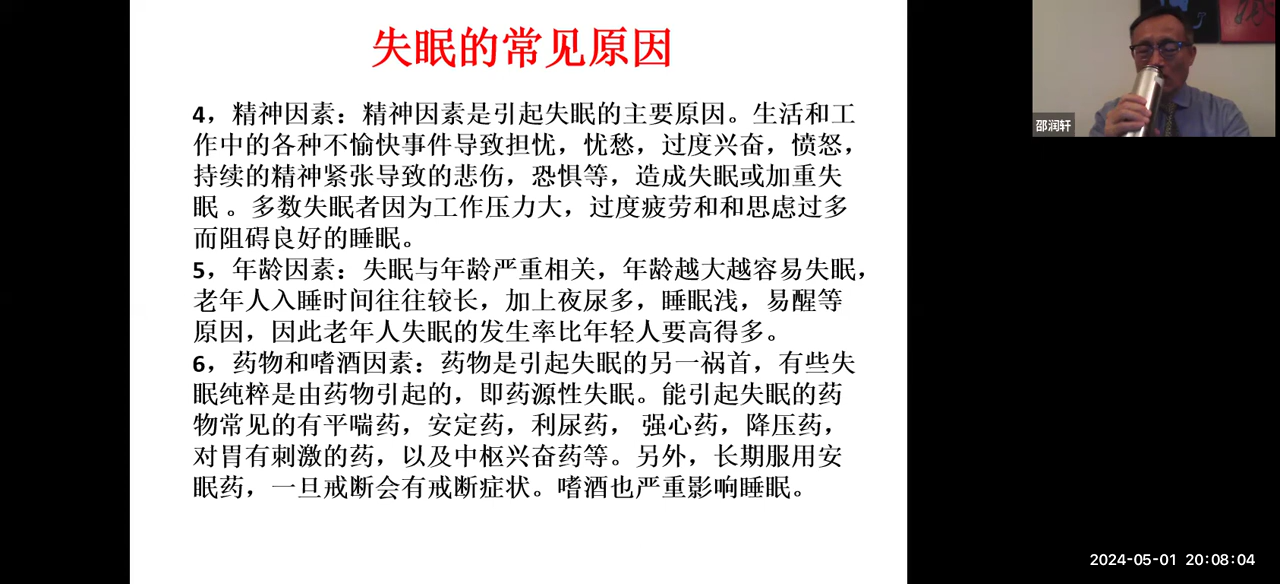 失眠的常见原因
4，精神因素：精神因素是引起失眠的主要原因。生活和工
作中的各种不愉快事件导致担忧，忧愁，过度兴奋，愤怒，
持续的精神紧张导致的悲伤，恐惧等，造成失眠或加重失
眠 。多数失眠者因为工作压力大，过度疲劳和和思虑过多
而阻碍良好的睡眠。
5，年龄因素：失眠与年龄严重相关，年龄越大越容易失眠，
老年人入睡时间往往较长，加上夜尿多，睡眠浅，易醒等
原因，因此老年人失眠的发生率比年轻人要高得多。
6，药物和嗜酒因素：药物是引起失眠的另一祸首，有些失
眠纯粹是由药物引起的，即药源性失眠。能引起失眠的药
物常见的有平喘药，安定药，利尿药， 强心药，降压药，
对胃有刺激的药，以及中枢兴奋药等。另外，长期服用安
眠药，一旦戒断会有戒断症状。嗜酒也严重影响睡眠。
邵润轩
2024-05-01 20:08:04